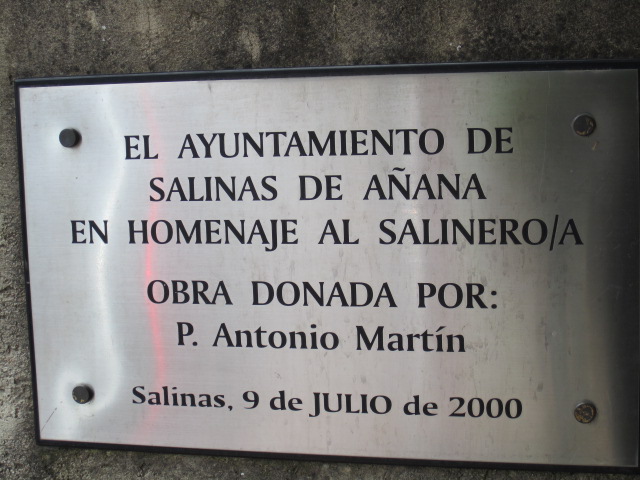 EL AYUNTAMIENTO DE
SALINAS DE AÑANA
EN HOMENAJE AL SALINERO/A
OBRA DONADA POR:
P. Antonio Martín
Salinas, 9 de JULIO de 2000